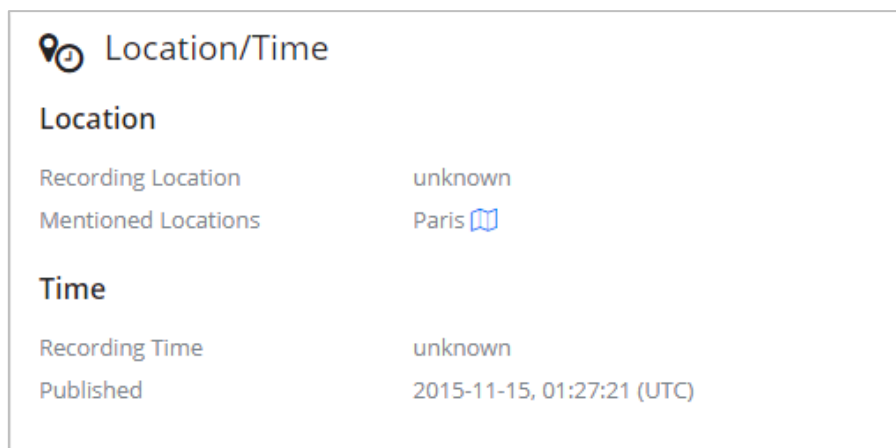 Location/Time
Location
Recording Location unknown
Mentioned Locations Paris
Time
Recording Time unknown
Published 2015-11-15, 01:27:21 (UTC)